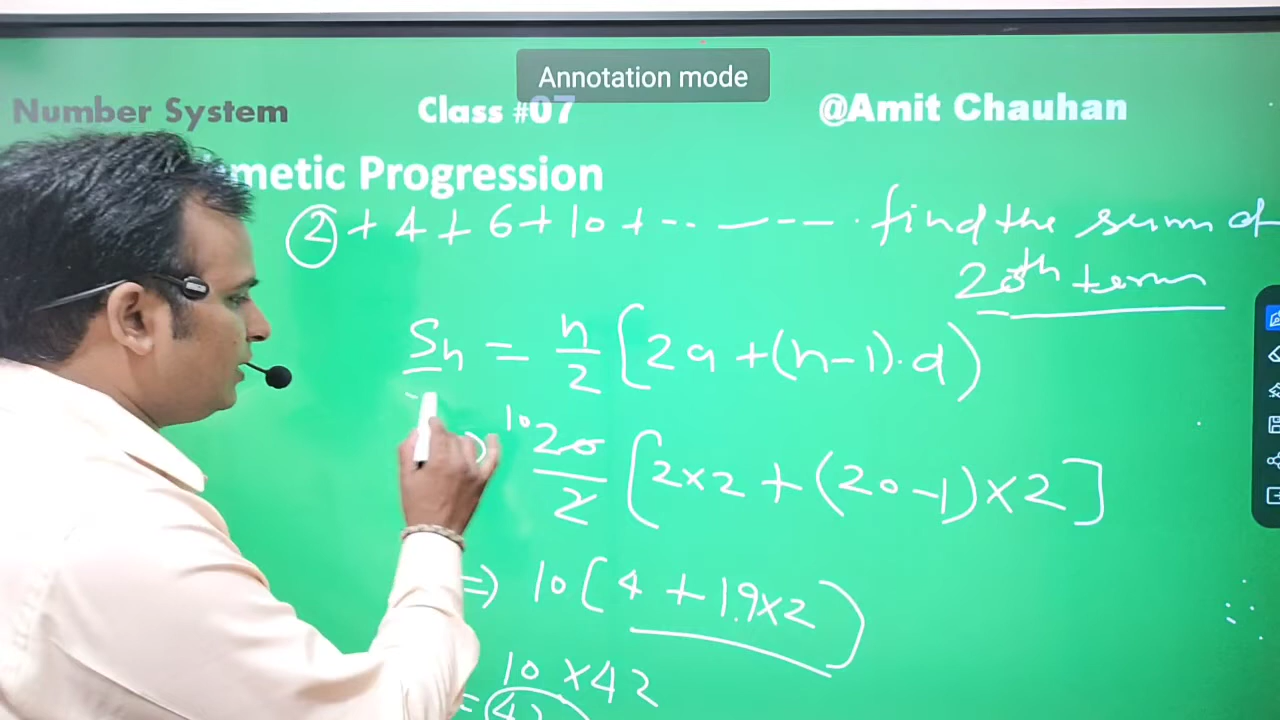 Annotation mode
Number System Class #07 @Amit Chauhan
metic Progression
2 + 4 + 6 + 10 + .. — - - - . find the sum of
20th term
Sn = n/2 [2a + (n-1).d)
10 20/2 [2×2 + (20-1)×2]
=> 10 (4 + 19×2)
10 × 42
=